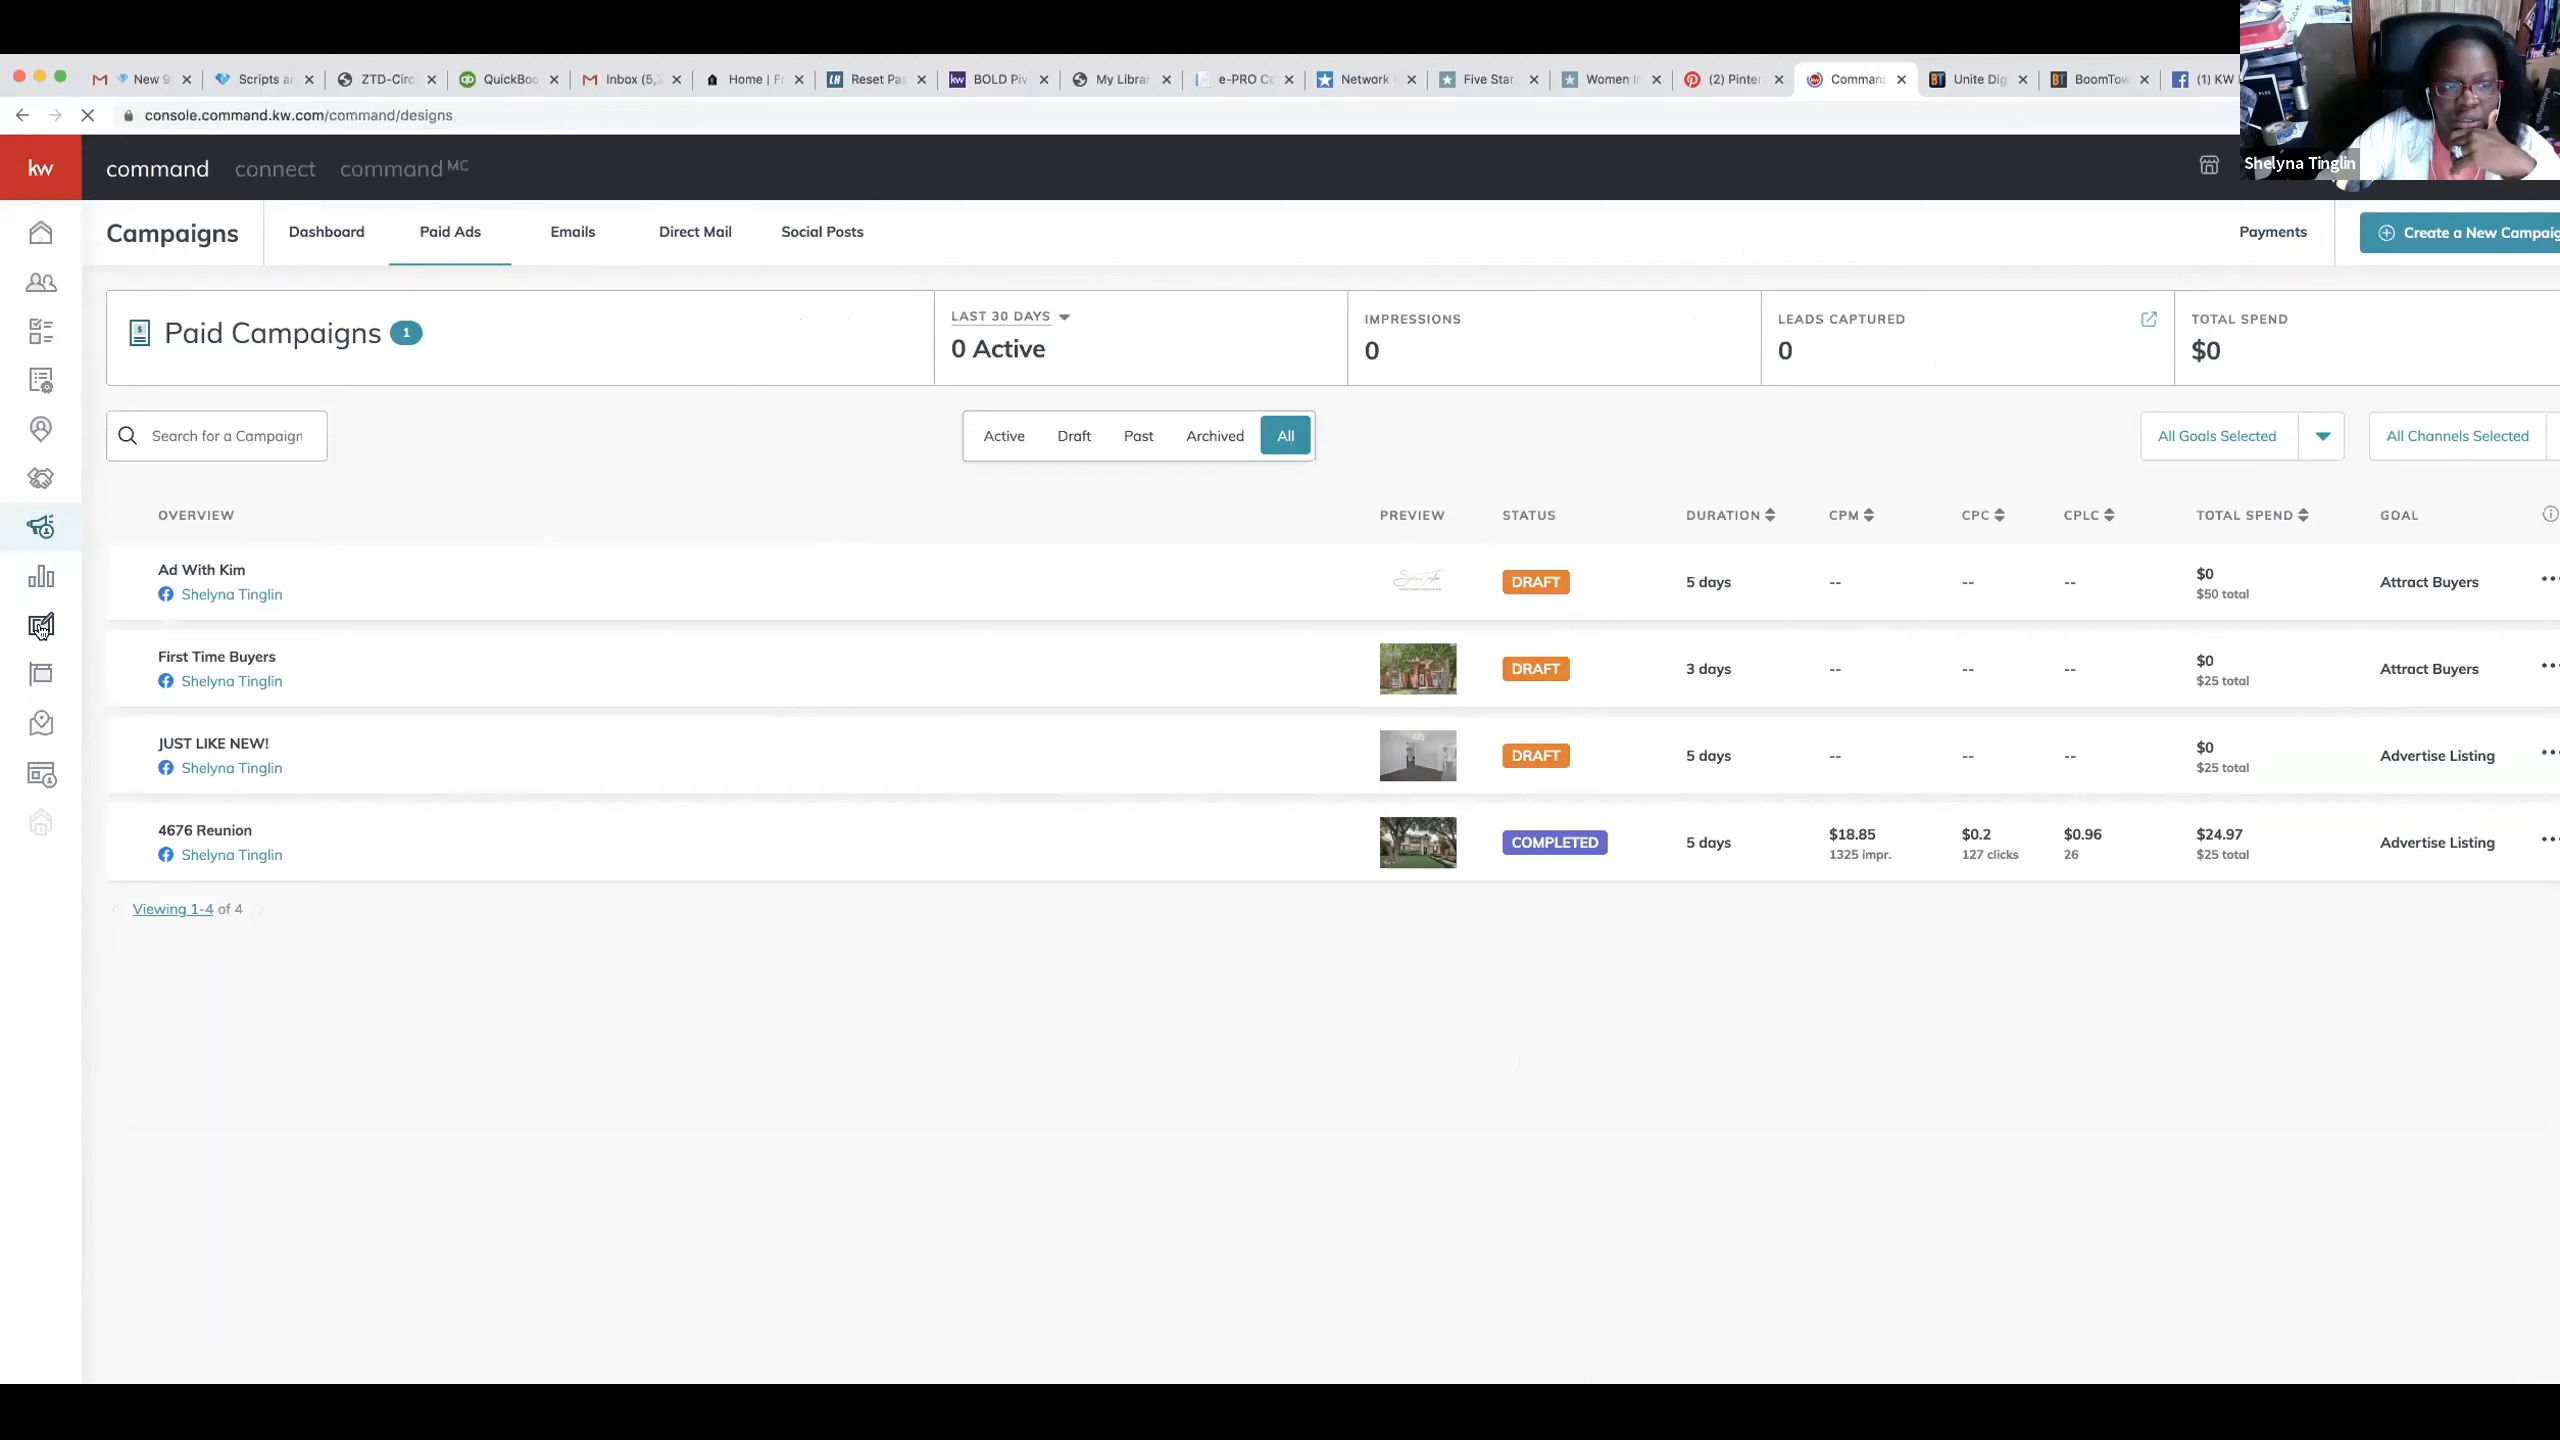 New 9
Scripts a
ZTD-Circ
QuickBoo
Inbox (5,2
Home | F
Reset Pas
BOLD Piv
My Librar
e-PRO Ce
Network
Five Star
Women I
(2) Pinter
Comman
Unite Dig
BoomTow
(1) KW
console.command.kw.com/command/designs
kw
command
connect
command MC
Shelyna Tinglin
Campaigns
Dashboard
Paid Ads
Emails
Direct Mail
Social Posts
Payments
Create a New Campaig
Paid Campaigns 1
LAST 30 DAYS
0 Active
IMPRESSIONS
0
LEADS CAPTURED
0
TOTAL SPEND
$0
Search for a Campaign
Active
Draft
Past
Archived
All
All Goals Selected
All Channels Selected
OVERVIEW PREVIEW STATUS DURATION CPM CPC CPLC TOTAL SPEND GOAL
Ad With Kim
Shelyna Tinglin
DRAFT
5 days
--
--
--
$0
$50 total
Attract Buyers
First Time Buyers
Shelyna Tinglin
DRAFT
3 days
--
--
--
$0
$25 total
Attract Buyers
JUST LIKE NEW!
Shelyna Tinglin
DRAFT
5 days
--
--
--
$0
$25 total
Advertise Listing
4676 Reunion
Shelyna Tinglin
COMPLETED
5 days
$18.85
1325 impr.
$0.2
127 clicks
$0.96
26
$24.97
$25 total
Advertise Listing
Viewing 1-4 of 4